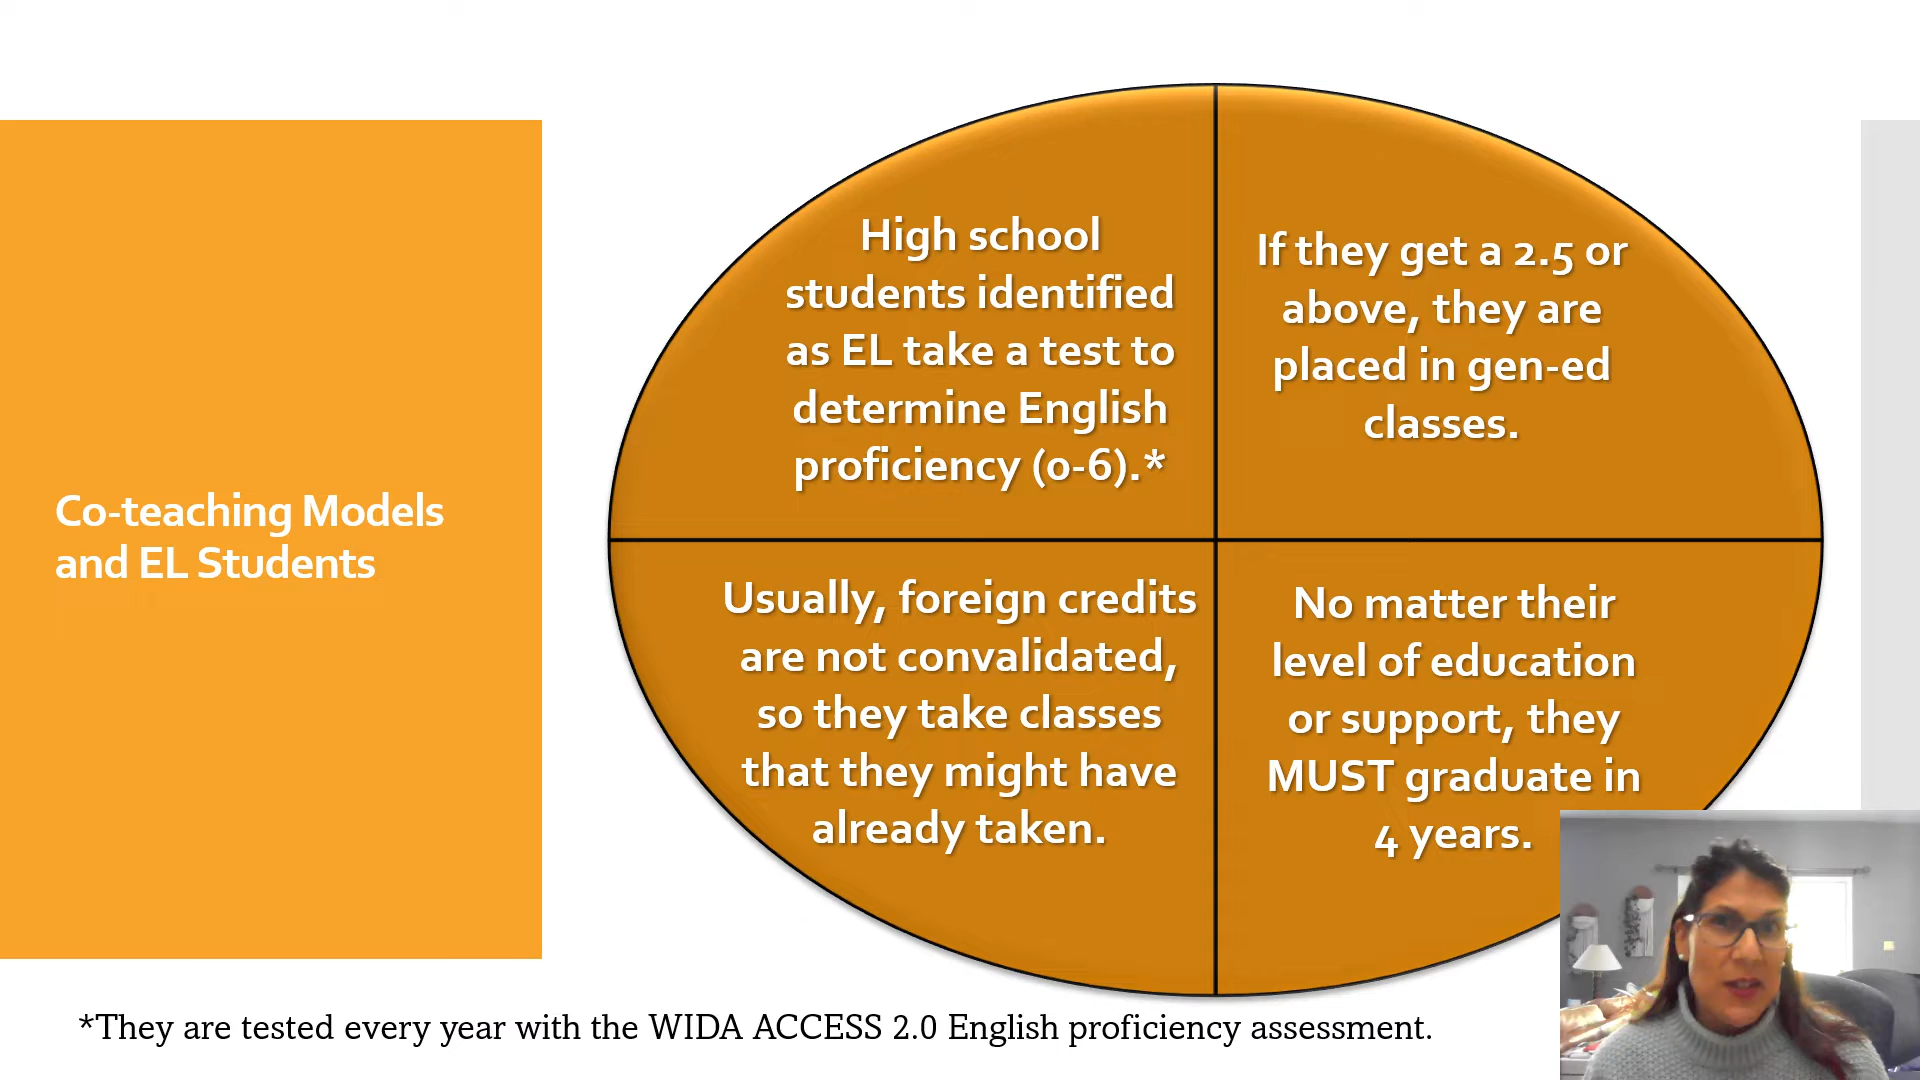 Co-teaching Models
and EL Students
High school
students identified
as EL take a test to
determine English
proficiency (0-6).*
If they get a 2.5 or
above, they are
placed in gen-ed
classes.
Usually, foreign credits
are not convalidated,
so they take classes
that they might have
already taken.
No matter their
level of education
or support, they
MUST graduate in
4 years.
*They are tested every year with the WIDA ACCESS 2.0 English proficiency assessment.